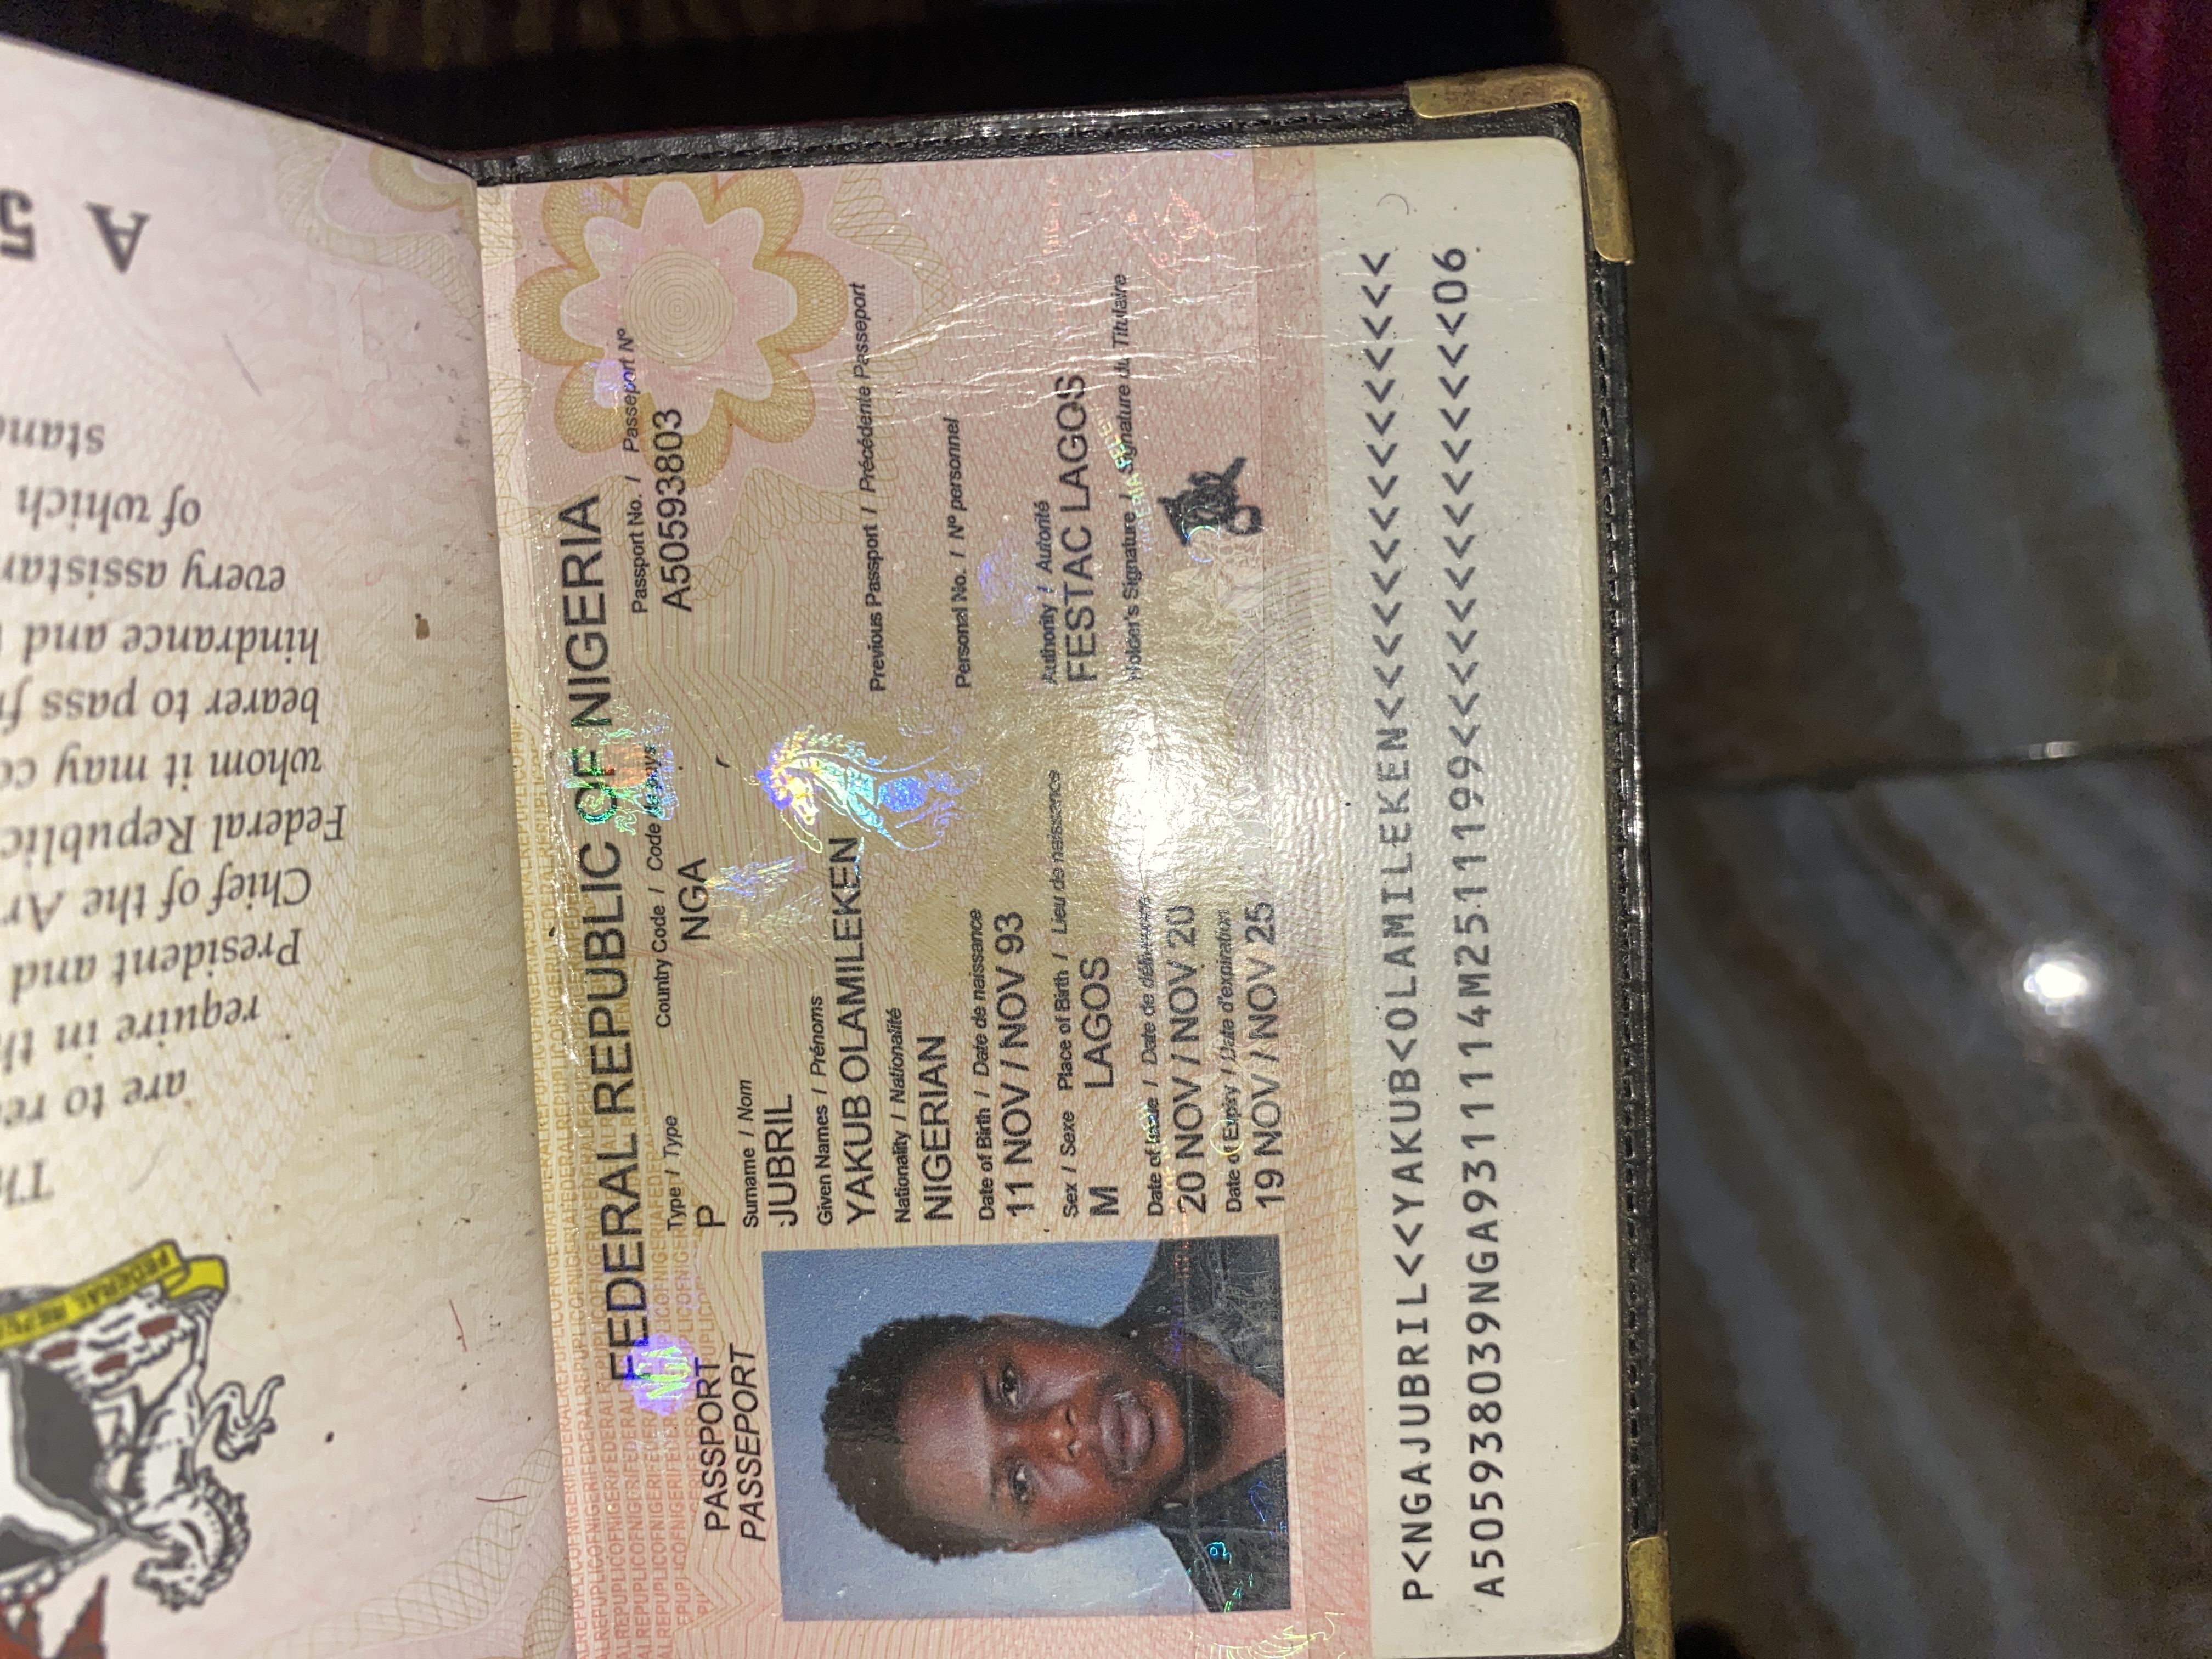 FEDERAL REPUBLIC
Th
are to re
require in th
President and
Chief of the Ar
Federal Republic
whom it may co
bearer to pass f
hindrance and
every assistan
of which
stand
A 5
FEDERAL REPUBLIC OF NIGERIA
PASSPORT
PASSEPORT
Type / Type
P
Country Code / Code de pays
NGA
Passport No. / Passeport Nº
A50593803
Surname / Nom
JUBRIL
Given Names / Prénoms
YAKUB OLAMILEKEN
Nationality / Nationalité
NIGERIAN
Previous Passport / Précédente Passeport
Date of Birth / Date de naissance
11 NOV / NOV 93
Personal No. / Nº personnel
Sex / Sexe
M
Place of Birth / Lieu de naissance
LAGOS
Authority / Autorité
FESTAC LAGOS
Date of Issue / Date de délivrance
20 NOV / NOV 20
Holder's Signature / Signature du Titulaire
Date of Expiry / Date d'expiration
19 NOV / NOV 25
P<NGAJUBRIL<<YAKUB<OLAMILEKEN<<<<<<<<<<<<<<<
A505938039NGA9311114M2511199<<<<<<<<<<<<<<06